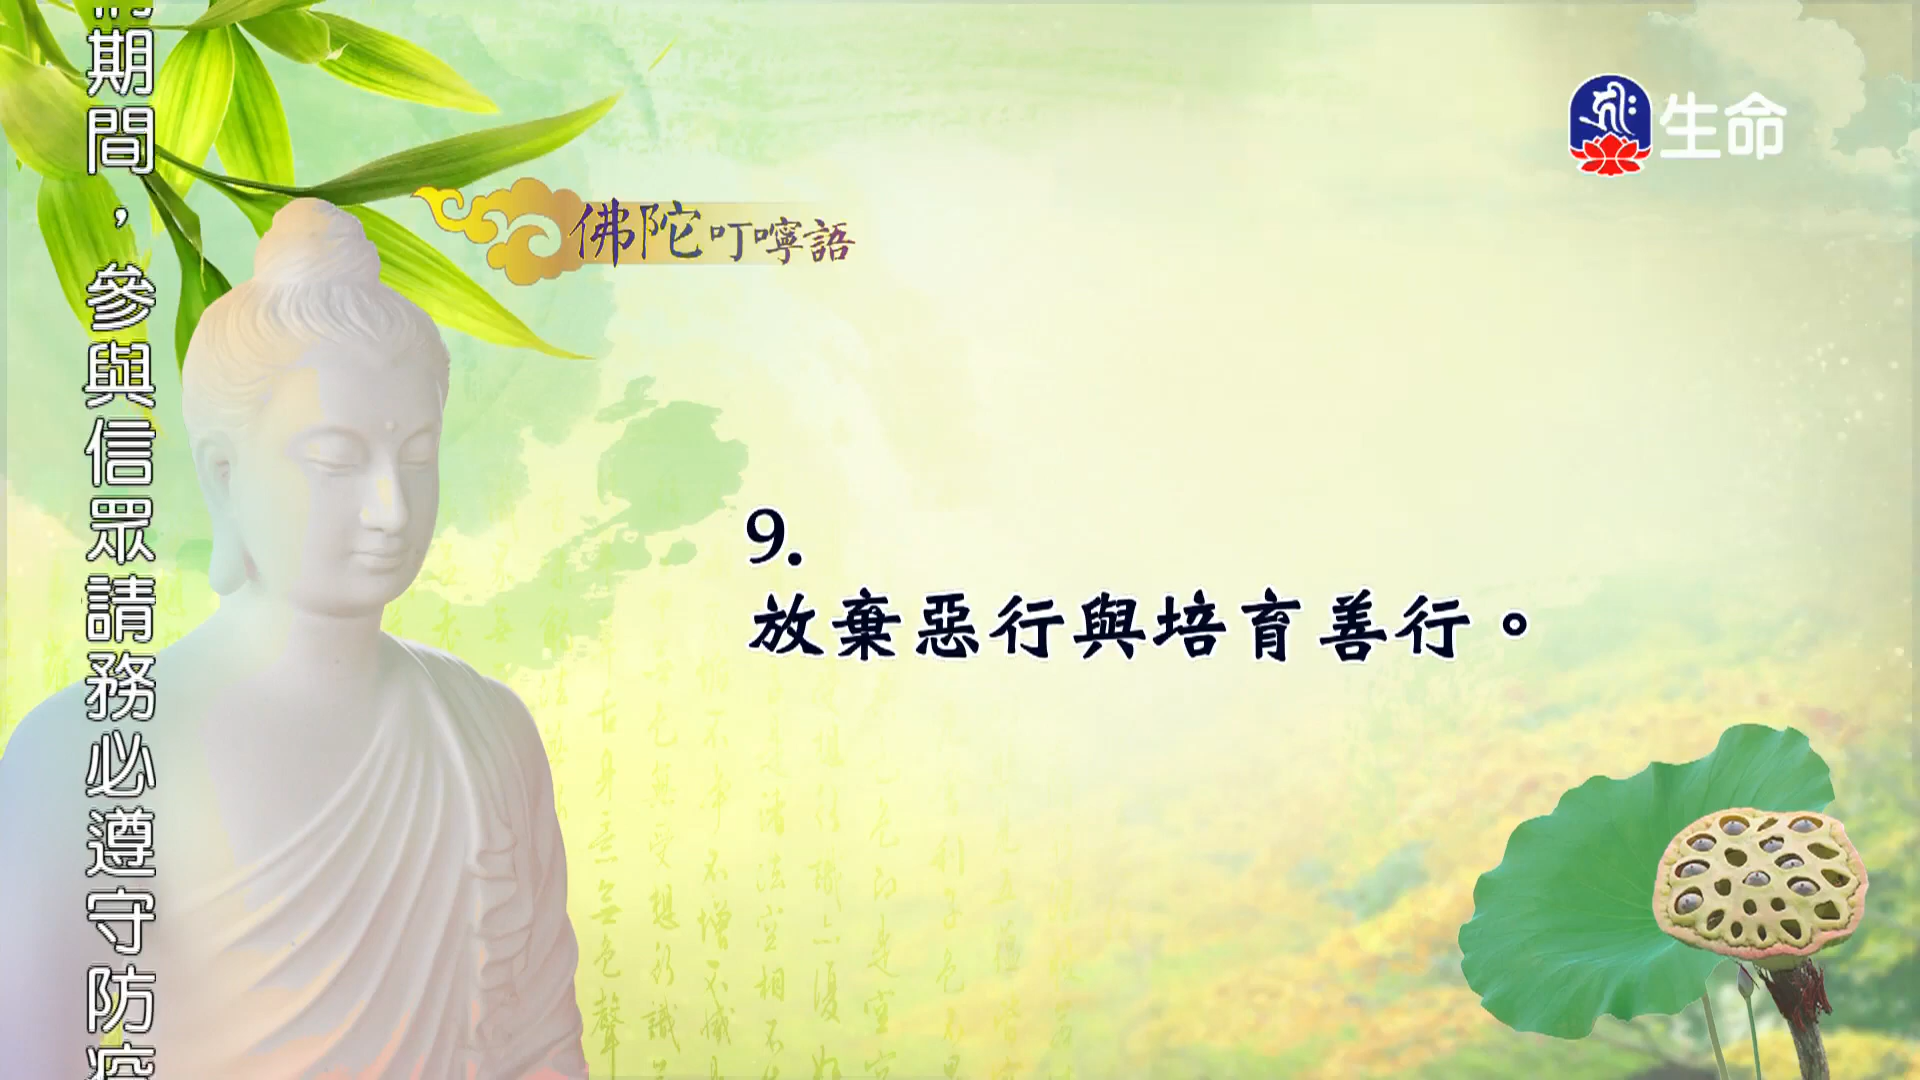 期間，參與信眾請務必遵守防疫
佛陀叮嚀語
生命
9.
放棄惡行與培育善行。